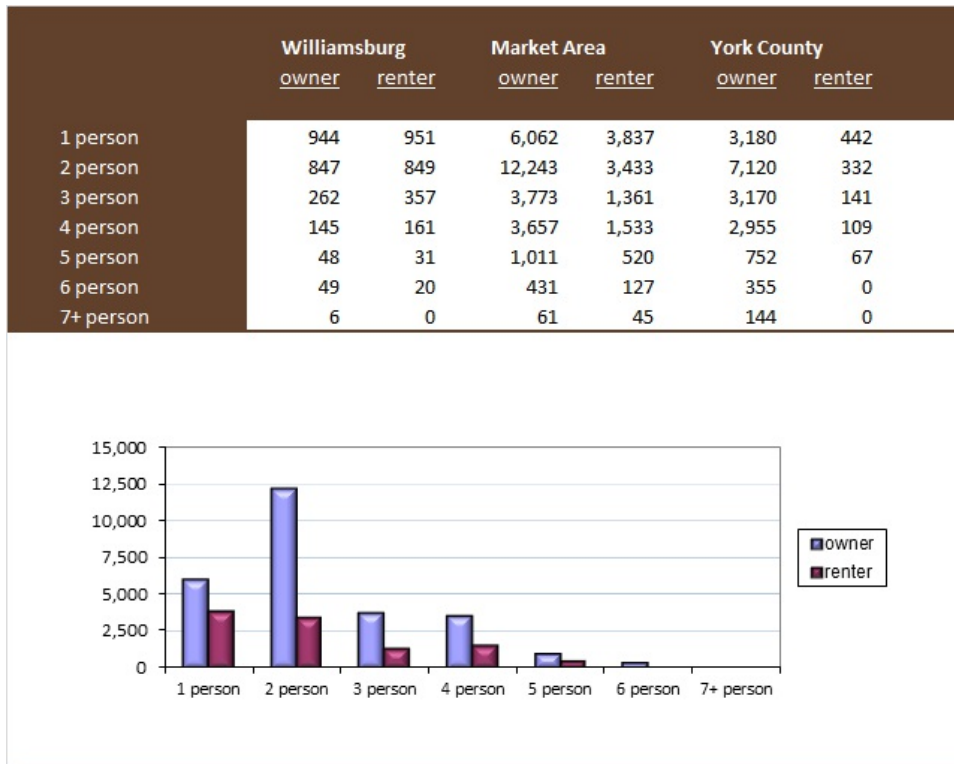 Williamsburg Market Area York County
owner renter owner renter owner renter
1 person 944 951 6,062 3,837 3,180 442
2 person 847 849 12,243 3,433 7,120 332
3 person 262 357 3,773 1,361 3,170 141
4 person 145 161 3,657 1,533 2,955 109
5 person 48 31 1,011 520 752 67
6 person 49 20 431 127 355 0
7+ person 6 0 61 45 144 0
15,000
12,500
10,000
7,500
5,000
2,500
0
owner
renter
1 person 2 person 3 person 4 person 5 person 6 person 7+ person